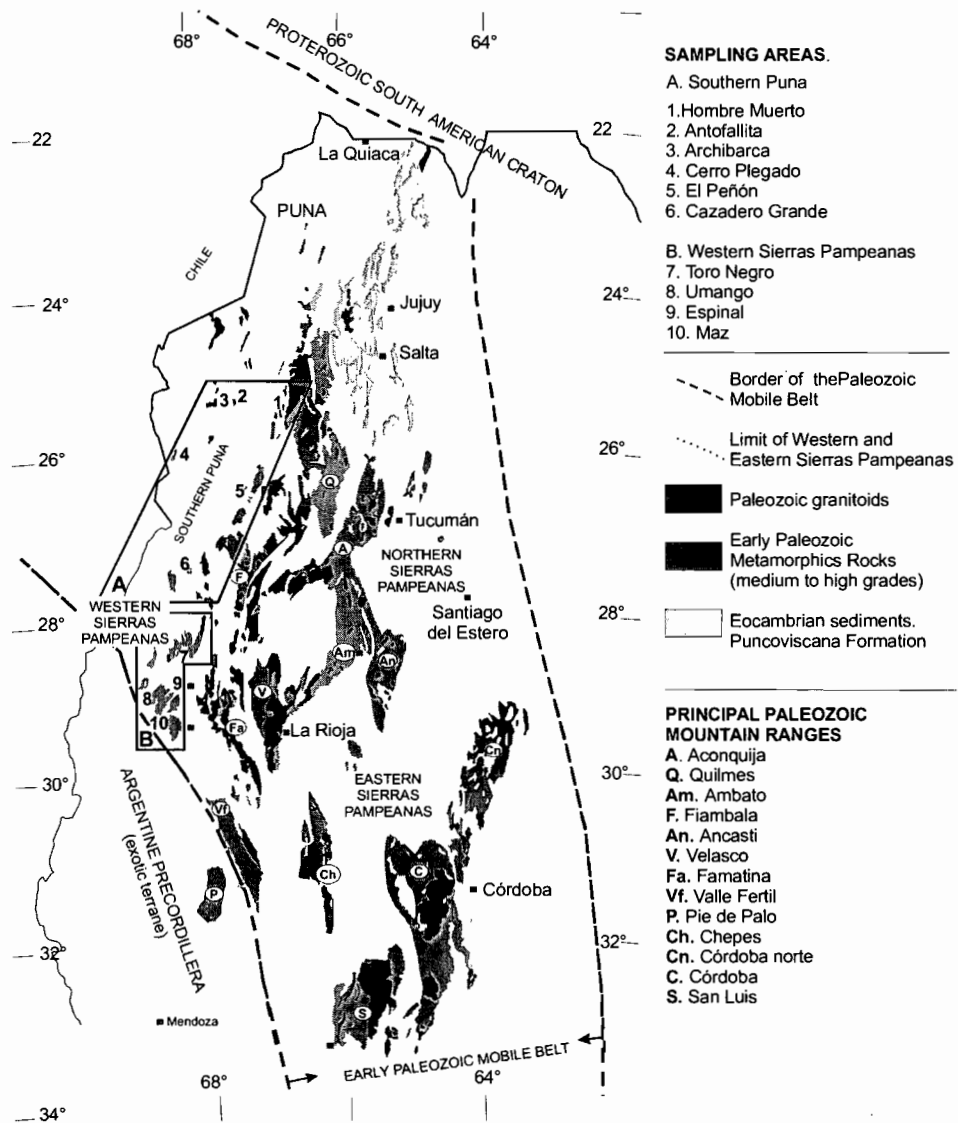 68°
66°
64°
PROTEROZOIC SOUTH AMERICAN CRATON
22
22
La Quiaca
PUNA
CHILE
24°
24°
Jujuy
Salta
3
2
1
4
26°
26°
SOUTHERN PUNA
5
Q
Tucumán
A
NORTHERN
SIERRAS
PAMPEANAS
6
F
A
Santiago
del Estero
WESTERN
SIERRAS
PAMPEANAS
28°
28°
7
Am
An
8
9
V
10
B
Fa
La Rioja
Cn
30°
30°
EASTERN
SIERRAS
PAMPEANAS
ARGENTINE PRECORDILLERA
(exotic terrane)
Vf
Ch
C
P
Córdoba
32°
32°
S
Mendoza
EARLY PALEOZOIC MOBILE BELT
68°
64°
34°
SAMPLING AREAS.
A. Southern Puna
1.Hombre Muerto
2. Antofallita
3. Archibarca
4. Cerro Plegado
5. El Peñón
6. Cazadero Grande
B. Western Sierras Pampeanas
7. Toro Negro
8. Umango
9. Espinal
10. Maz
Border of thePaleozoic
Mobile Belt
Limit of Western and
Eastern Sierras Pampeanas
Paleozoic granitoids
Early Paleozoic
Metamorphics Rocks
(medium to high grades)
Eocambrian sediments.
Puncoviscana Formation
PRINCIPAL PALEOZOIC
MOUNTAIN RANGES
A. Aconquija
Q. Quilmes
Am. Ambato
F. Fiambala
An. Ancasti
V. Velasco
Fa. Famatina
Vf. Valle Fertil
P. Pie de Palo
Ch. Chepes
Cn. Córdoba norte
C. Córdoba
S. San Luis